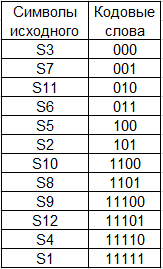 Символы исходного Кодовые слова
S3 000
S7 001
S11 010
S6 011
S5 100
S2 101
S10 1100
S8 1101
S9 11100
S12 11101
S4 11110
S1 11111